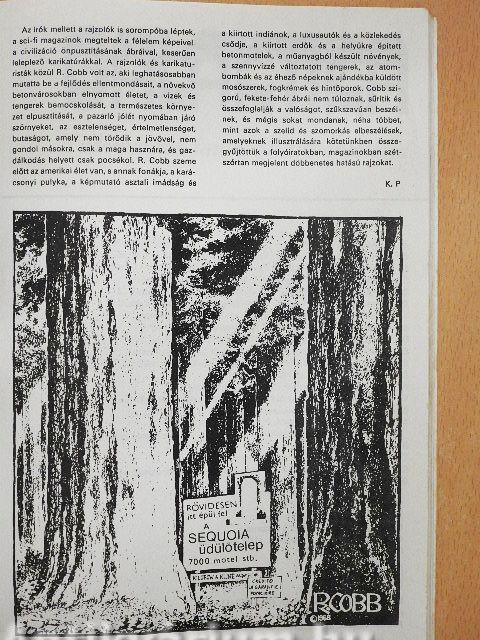 Az írók mellett a rajzolók is sorompóba léptek,
a sci-fi magazinok megteltek a félelem képeivel
a civilizáció önpusztításának ábráival, keserűen
leleplező karikatúrákkal. A rajzolók és karikatu-
risták közül R. Cobb volt az, aki leghatásosabban
mutatta be a fejlődés ellentmondásait, a növekvő
betonvárosokban elnyomott életet, a vizek és
tengerek bemocskolását, a természetes környe-
zet elpusztítását, a pazarló jólét nyomában járó
szörnyeket, az esztelenséget, értelmetlenséget,
butaságot, amely nem törődik a jövővel, nem
gondol másokra, csak a maga hasznára, és gaz-
dálkodás helyett csak pocsékol. R. Cobb szeme
előtt az amerikai élet van, s annak fonákja, a kará-
csonyi pulyka, a képmutató asztali imádság és
a kiirtott indiánok, a luxusautók és a közlekedés
csődje, a kiirtott erdők és a helyükre épített
betonmotelek, a műanyagból készült növények,
a szennyvízzé változtatott tengerek, az atom-
bombák és az éhező népeknek ajándékba küldött
mosószerek, fogkrémek és hintőporok. Cobb szi-
gorú, fekete-fehér ábrái nem túloznak, sűrítik és
összefoglalják a valóságot, szűkszavúan beszél-
nek, és mégis sokat mondanak, néha többet,
mint azok a szelíd és szomorkás elbeszélések,
amelyeknek illusztrálására kötetünkben össze-
gyűjtöttük a folyóiratokban, magazinokban szét-
szórtan megjelent döbbenetes hatású rajzokat.
K. P
RÖVIDESEN
itt épül fel
A
SEQUOIA
üdülőtelep
7000 motel stb.
R.COBB
©1968